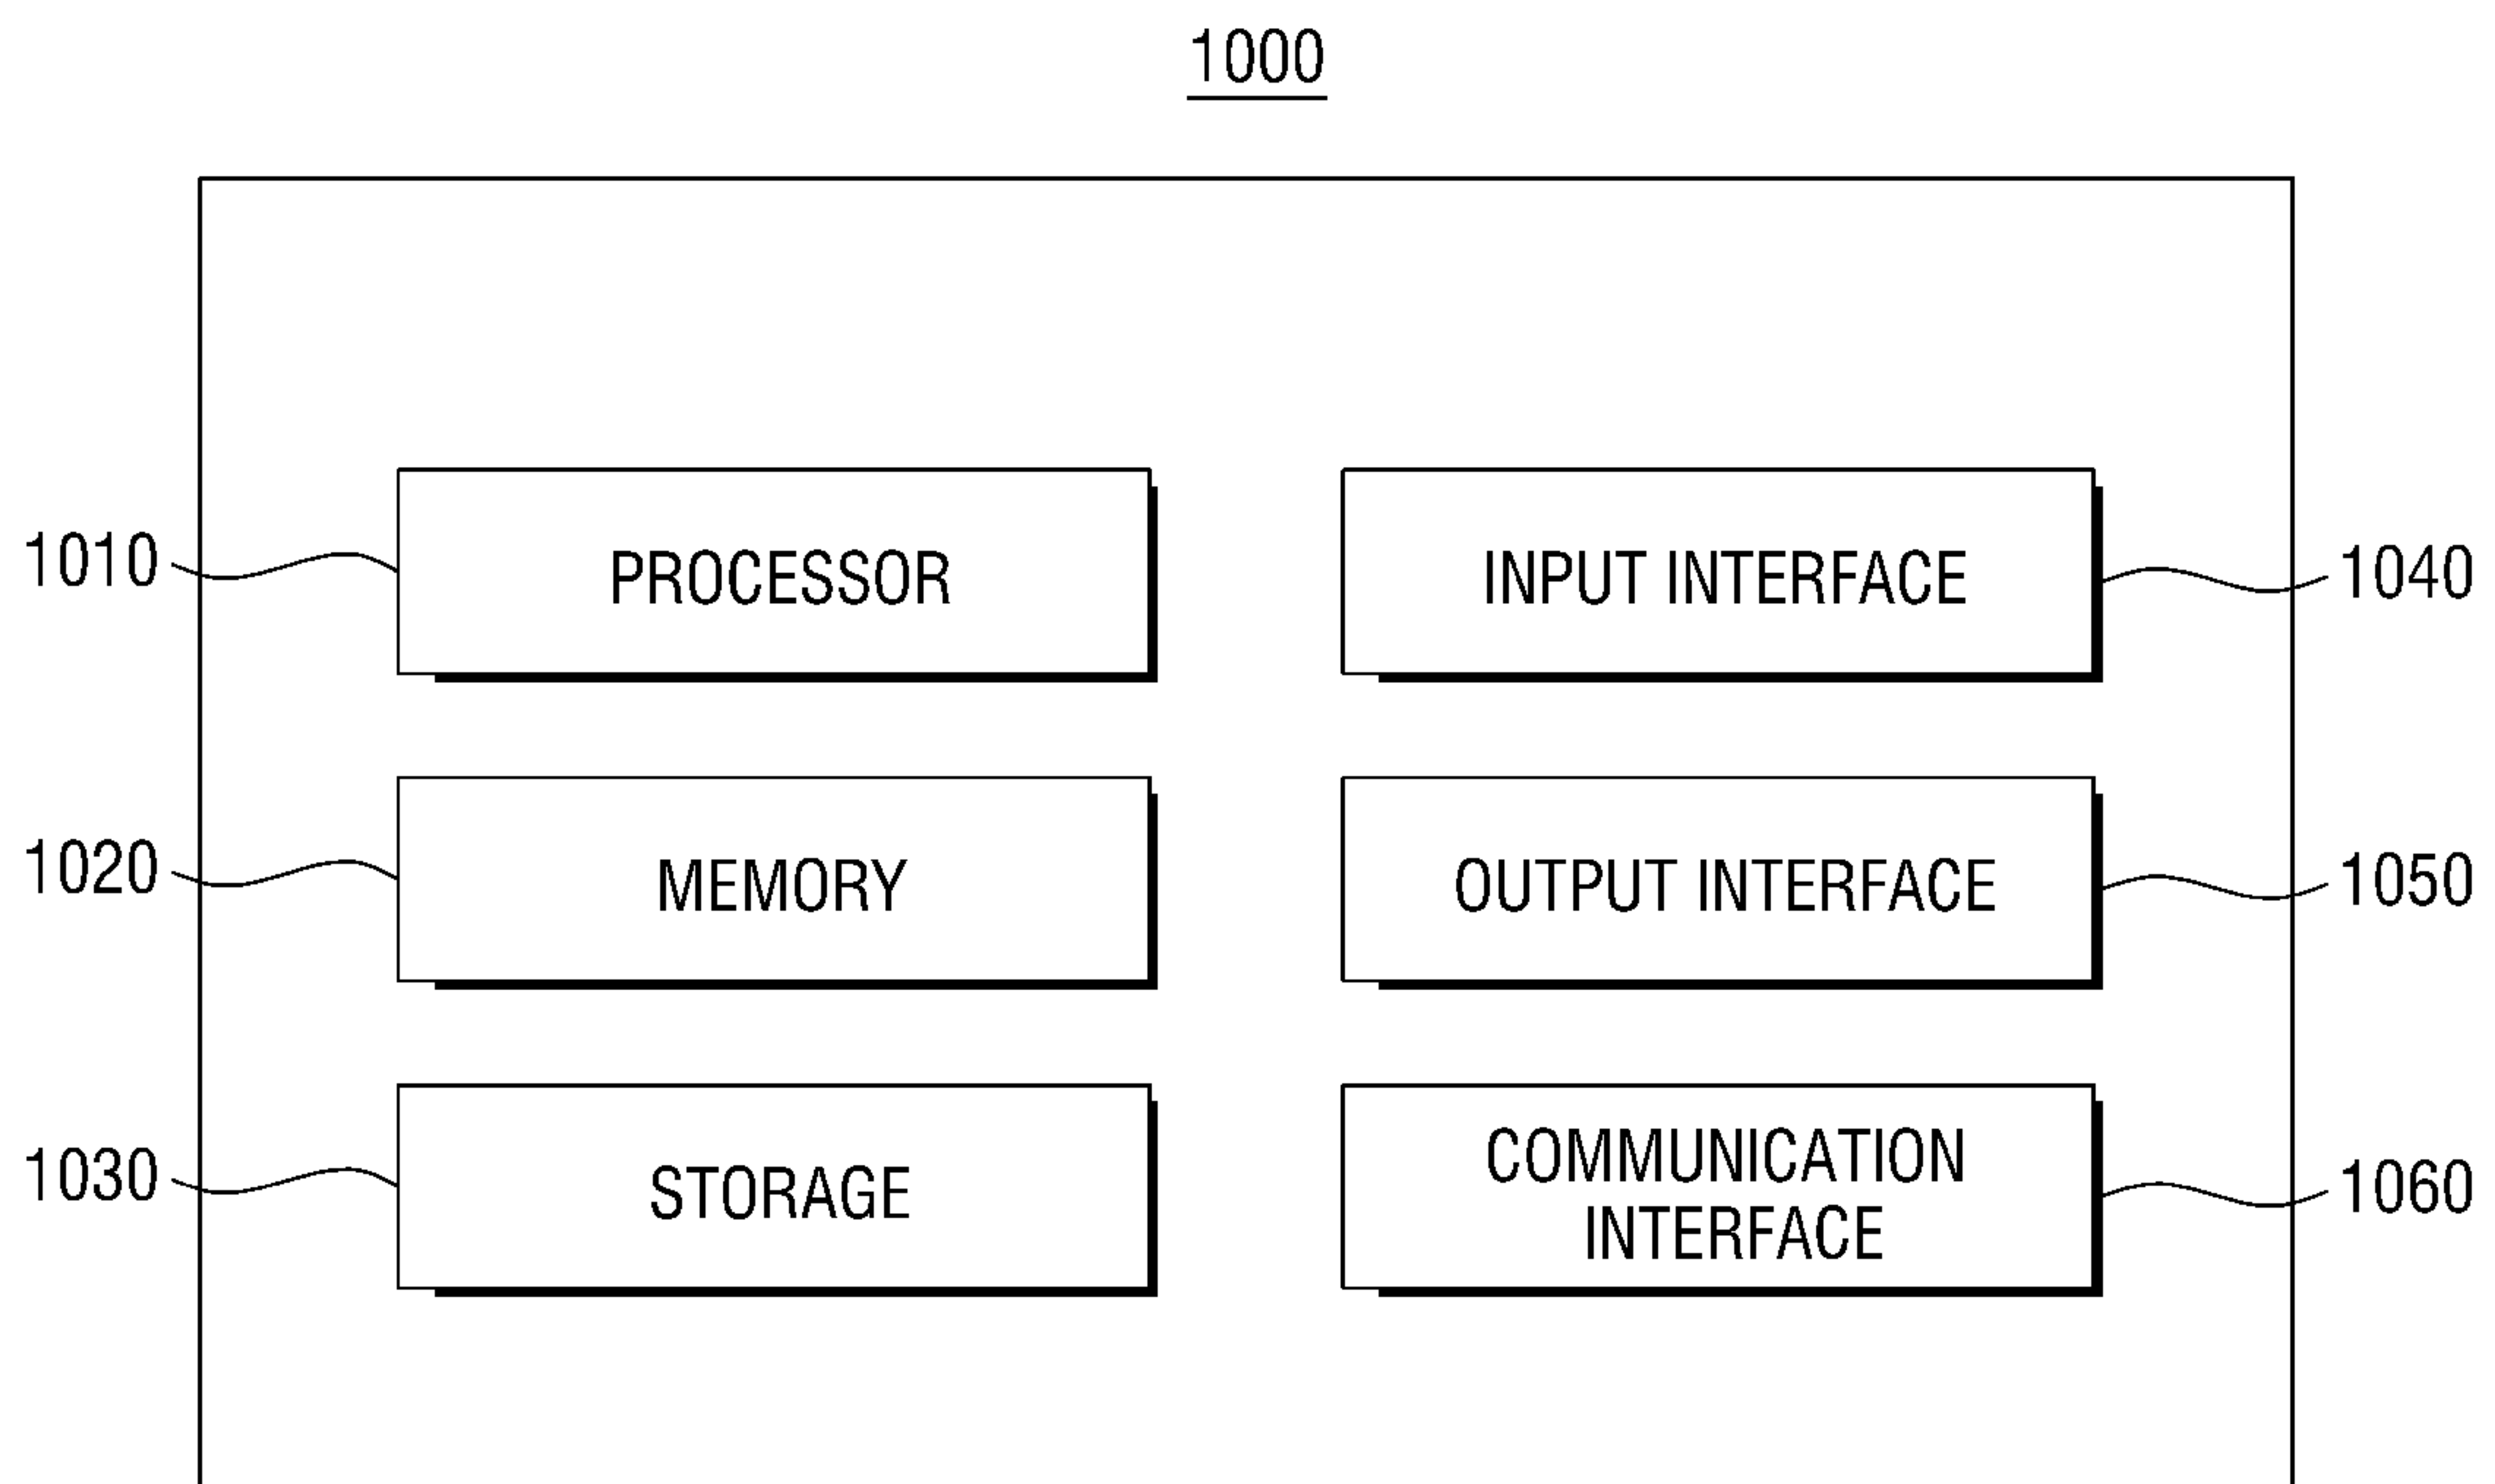 1000
1010
PROCESSOR
INPUT INTERFACE
1040
1020
MEMORY
OUTPUT INTERFACE
1050
1030
STORAGE
COMMUNICATION
INTERFACE
1060